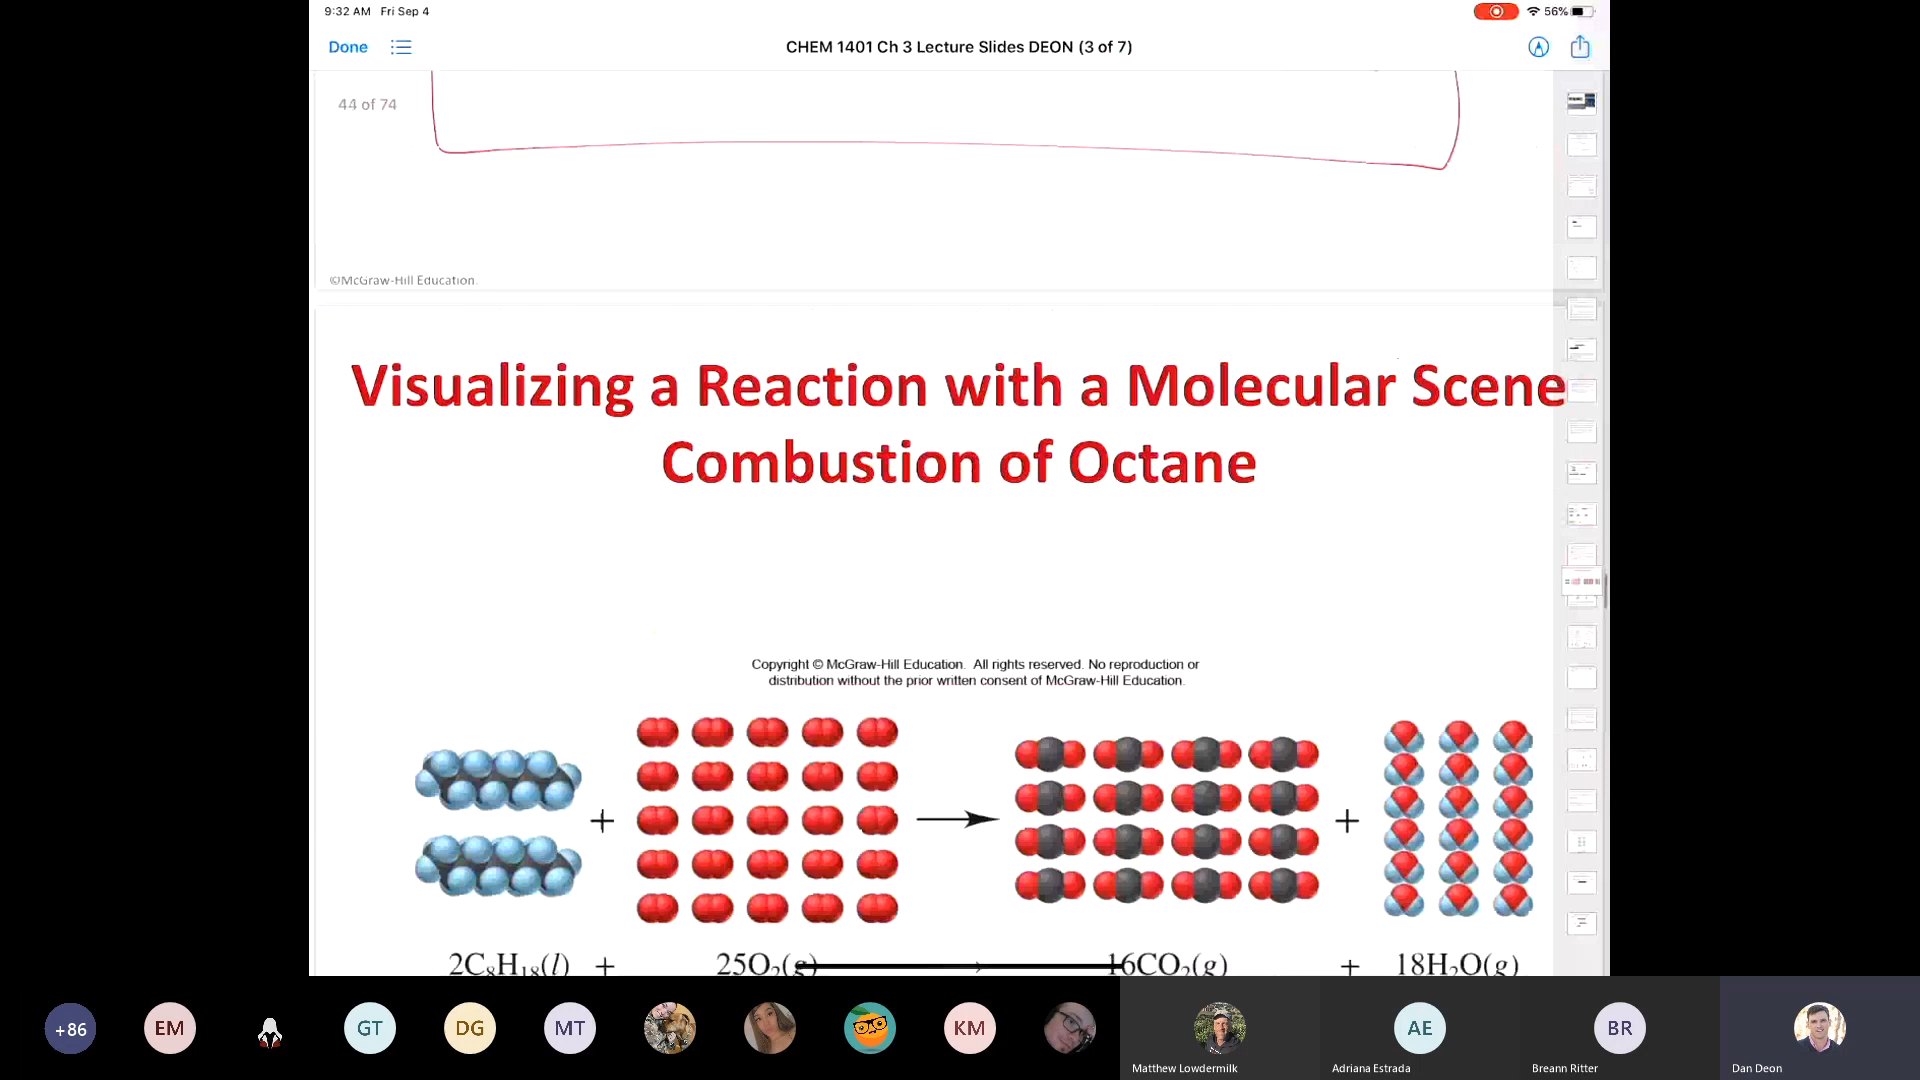 9:32 AM Fri Sep 4
56%
Done
CHEM 1401 Ch 3 Lecture Slides DEON (3 of 7)
44 of 74
©McGraw-Hill Education.
Visualizing a Reaction with a Molecular Scene
Combustion of Octane
Copyright © McGraw-Hill Education. All rights reserved. No reproduction or
distribution without the prior written consent of McGraw-Hill Education.
+ +
2C₈H₁₈(l) + 25O₂(g) 16CO₂(g) + 18H₂O(g)
+86 EM GT DG MT KM AE BR
Matthew Lowdermilk Adriana Estrada Breann Ritter Dan Deon